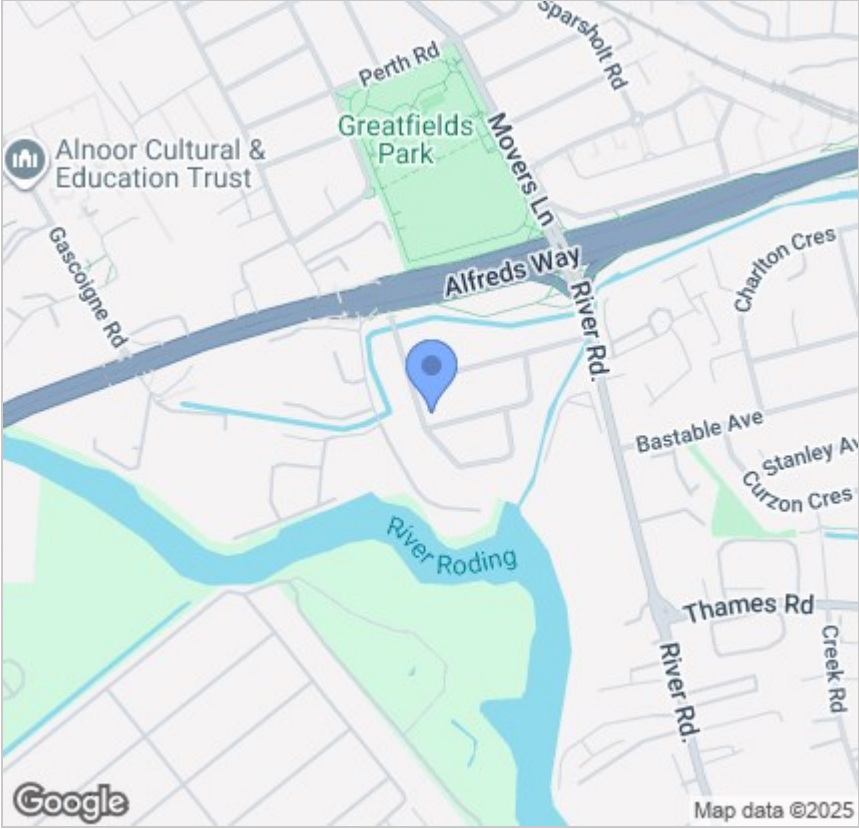 Sparsholt Rd
Perth Rd
Greatfields
Park
Movers Ln
Alnoor Cultural &
Education Trust
Gascoigne Rd
Alfreds Way
Charlton Cres
River Rd.
Bastable Ave
Stanley Av
Curzon Cres
River Roding
Thames Rd
Creek Rd
River Rd.
Google
Map data ©2025